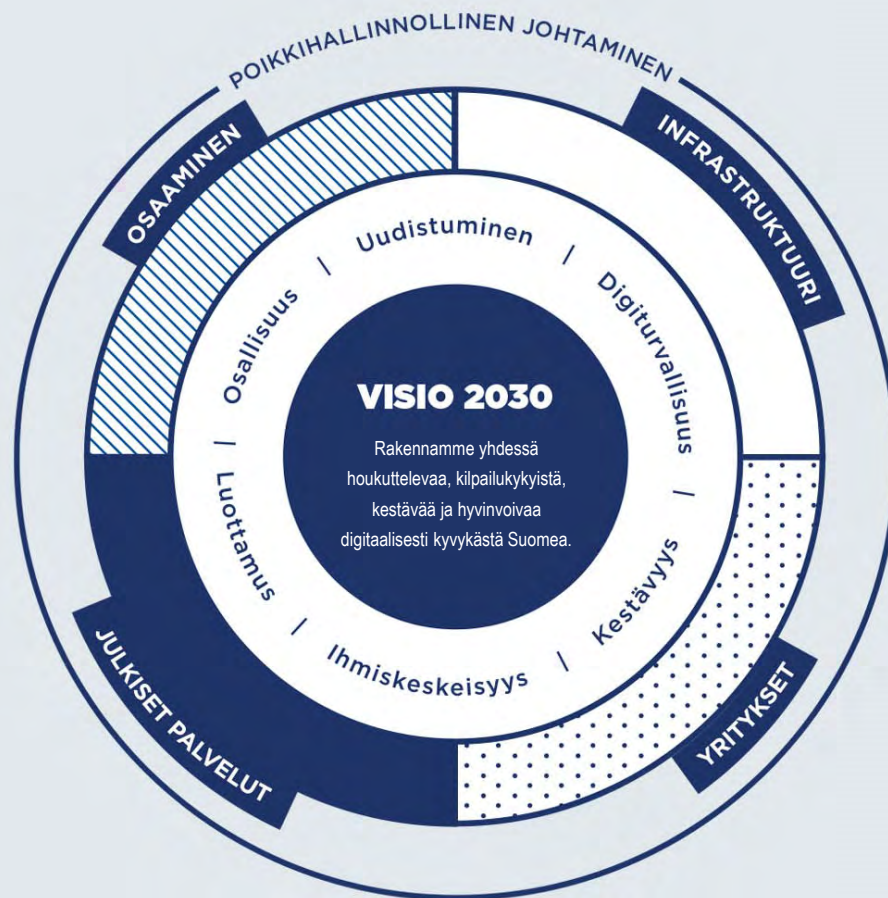 POIKKIHALLINNOLLINEN JOHTAMINEN
OSAAMINEN
INFRASTRUKTUURI
Uudistuminen
|
Digiturvallisuus
|
Kestävyys
|
Ihmiskeskeisyys
|
Luottamus
|
Osallisuus
|
VISIO 2030
Rakennamme yhdessä
houkuttelevaa, kilpailukykyistä,
kestävää ja hyvinvoivaa
digitaalisesti kyvykästä Suomea.
JULKISET PALVELUT
YRITYKSET